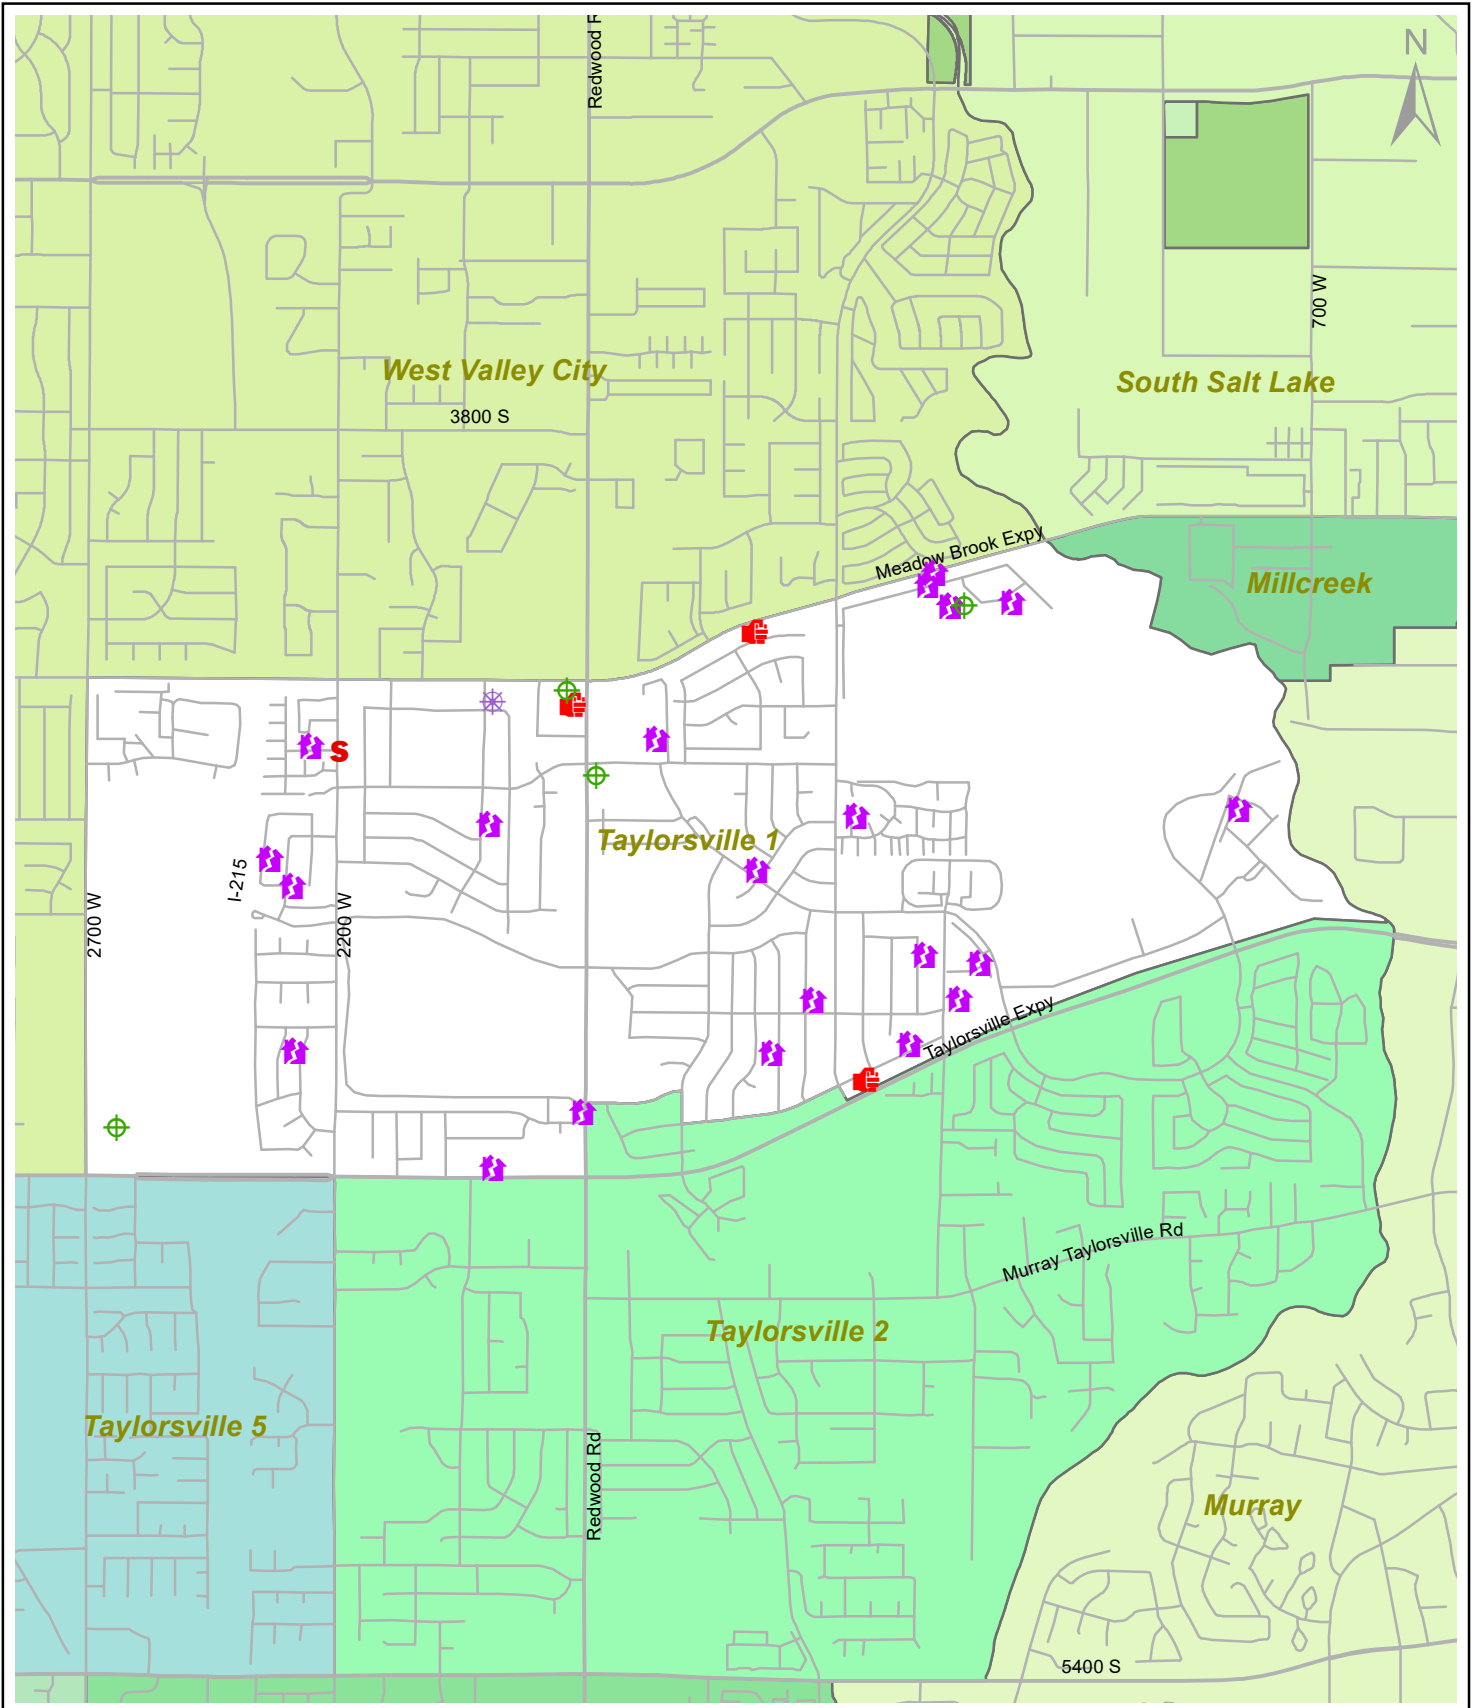 N
Redwood R
700 W
West Valley City
South Salt Lake
3800 S
Meadow Brook Expy
Millcreek
S
Taylorsville 1
I-215
2700 W
2200 W
Taylorsville Expy
Murray Taylorsville Rd
Taylorsville 2
Taylorsville 5
Redwood Rd
Murray
5400 S